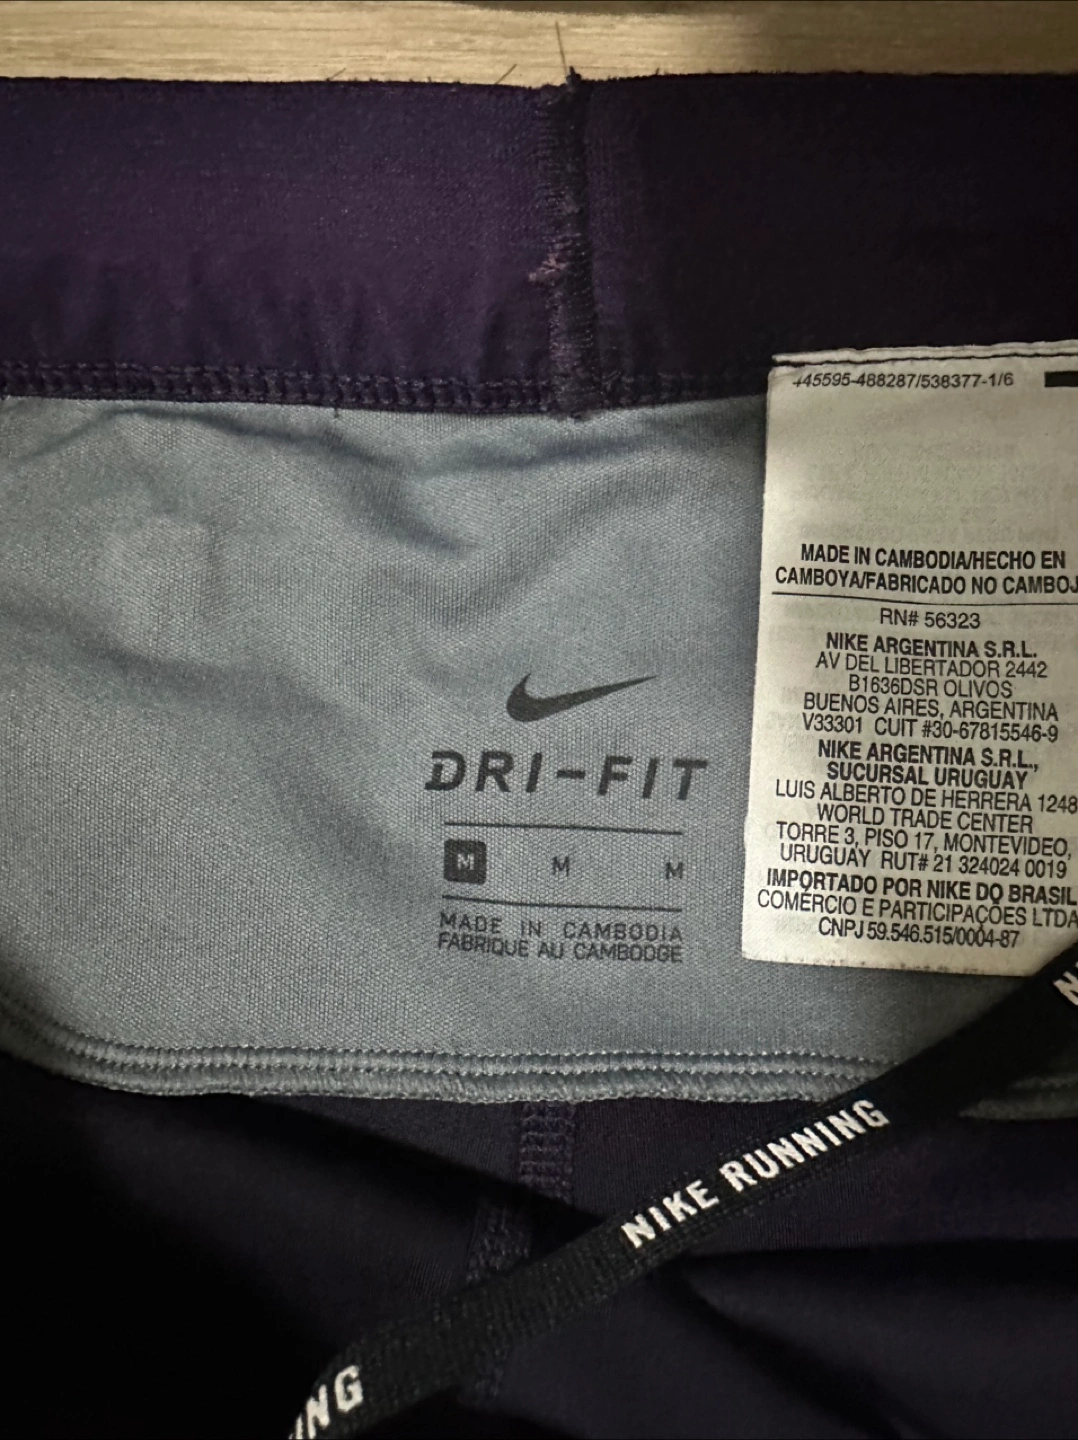 445595-488287/538377-1/6
MADE IN CAMBODIA/HECHO EN
CAMBOYA/FABRICADO NO CAMBOJ
RN# 56323
NIKE ARGENTINA S.R.L.
AV DEL LIBERTADOR 2442
B1636DSR OLIVOS
BUENOS AIRES, ARGENTINA
V33301 CUIT #30-67815546-9
NIKE ARGENTINA S.R.L.,
SUCURSAL URUGUAY
LUIS ALBERTO DE HERRERA 1248
WORLD TRADE CENTER
TORRE 3, PISO 17, MONTEVIDEO,
URUGUAY RUT# 21 324024 0019
IMPORTADO POR NIKE DO BRASIL
COMÉRCIO E PARTICIPAÇÕES LTDA
CNPJ 59.546.515/0004-87
DRI-FIT
M M M
MADE IN CAMBODIA
FABRIQUE AU CAMBODGE
NIKE RUNNING
NG